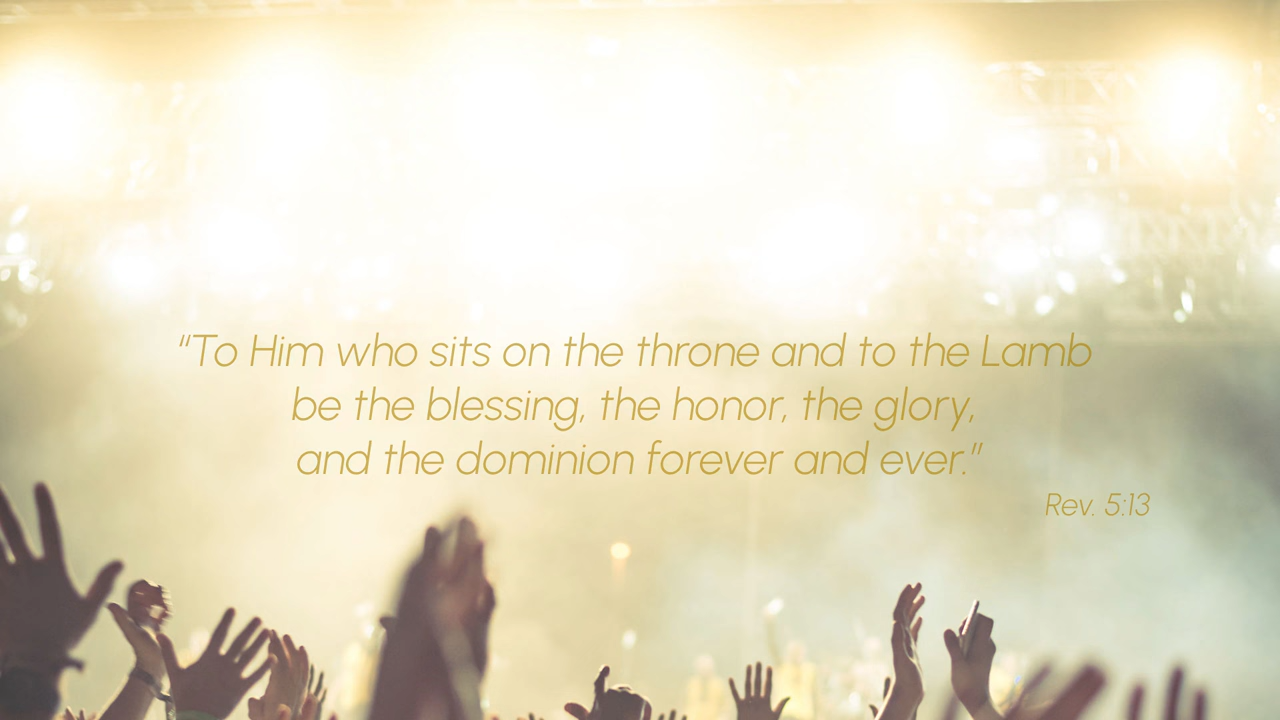 “To Him who sits on the throne and to the Lamb
be the blessing, the honor, the glory,
and the dominion forever and ever.”
Rev. 5:13